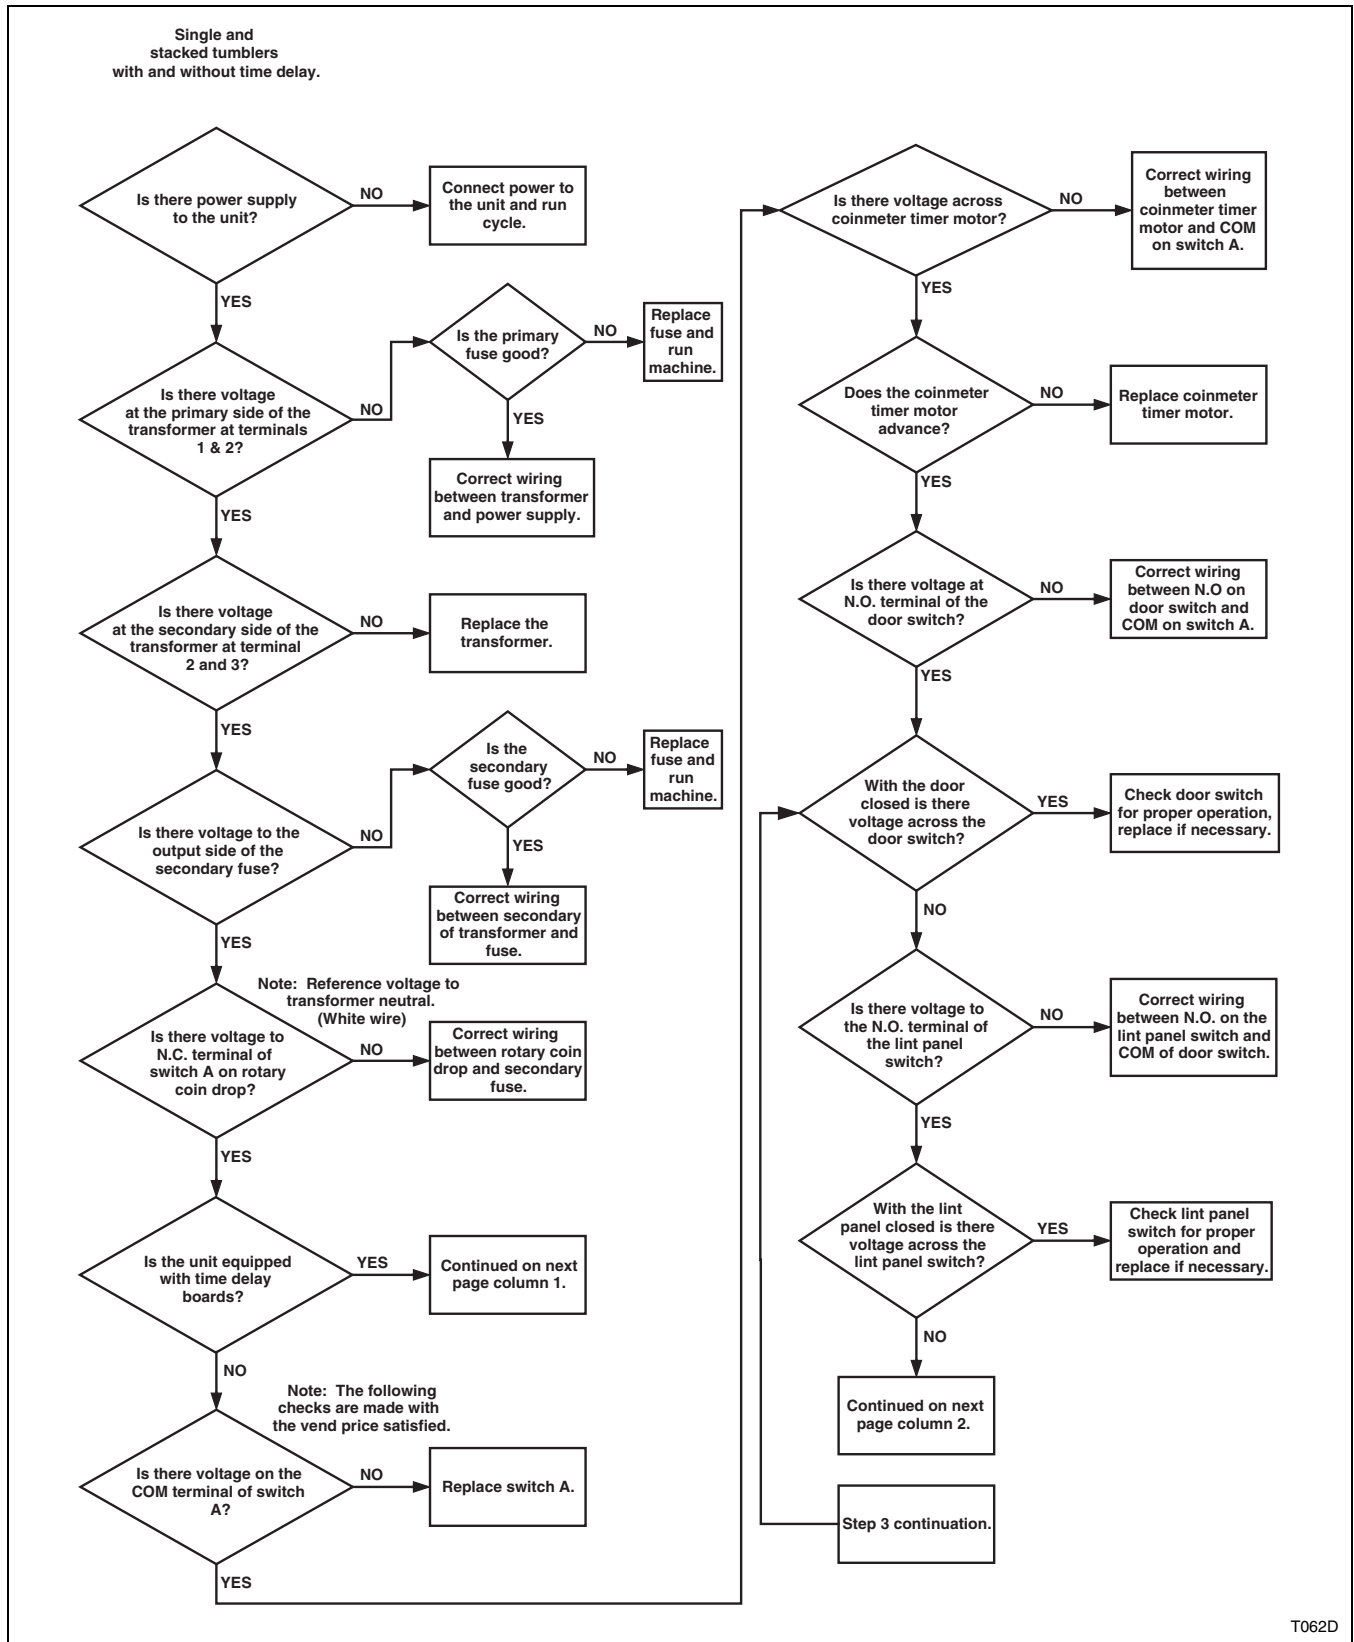 Single and
stacked tumblers
with and without time delay.
Is there power supply
to the unit?
NO
Connect power to
the unit and run
cycle.
YES
Is there voltage
at the primary side of the
transformer at terminals
1 & 2?
NO
Is the primary
fuse good?
NO
Replace
fuse and
run
machine.
YES
Correct wiring
between transformer
and power supply.
YES
Is there voltage
at the secondary side of the
transformer at terminal
2 and 3?
NO
Replace the
transformer.
YES
Is there voltage to the
output side of the
secondary fuse?
NO
Is the
secondary
fuse good?
NO
Replace
fuse and
run
machine.
YES
Correct wiring
between secondary
of transformer and
fuse.
YES
Note: Reference voltage to
transformer neutral.
(White wire)
Is there voltage to
N.C. terminal of
switch A on rotary
coin drop?
NO
Correct wiring
between rotary coin
drop and secondary
fuse.
YES
Is the unit equipped
with time delay
boards?
YES
Continued on next
page column 1.
NO
Note: The following
checks are made with
the vend price satisfied.
Is there voltage on the
COM terminal of switch
A?
NO
Replace switch A.
YES
Is there voltage across
coinmeter timer motor?
NO
Correct wiring
between
coinmeter timer
motor and COM
on switch A.
YES
Does the coinmeter
timer motor
advance?
NO
Replace coinmeter
timer motor.
YES
Is there voltage at
N.O. terminal of the
door switch?
NO
Correct wiring
between N.O on
door switch and
COM on switch A.
YES
With the door
closed is there
voltage across the
door switch?
YES
Check door switch
for proper operation,
replace if necessary.
NO
Is there voltage to
the N.O. terminal of
the lint panel
switch?
NO
Correct wiring
between N.O. on the
lint panel switch and
COM of door switch.
YES
With the lint
panel closed is there
voltage across the
lint panel switch?
YES
Check lint panel
switch for proper
operation and
replace if necessary.
NO
Continued on next
page column 2.
Step 3 continuation.
T062D